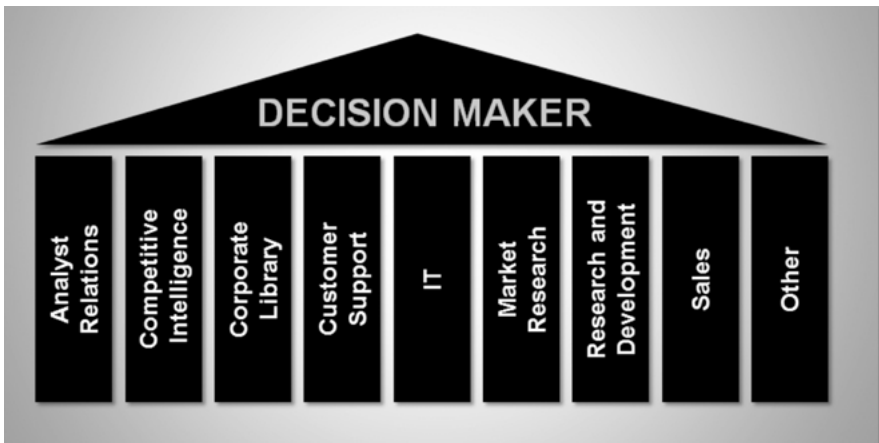 DECISION MAKER
Analyst
Relations
Competitive
Intelligence
Corporate
Library
Customer
Support
IT
Market
Research
Research and
Development
Sales
Other